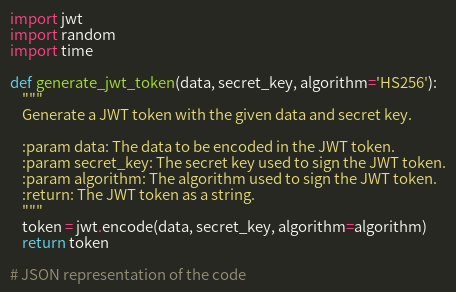 import jwt
import random
import time

def generate_jwt_token(data, secret_key, algorithm='HS256'):
    """
    Generate a JWT token with the given data and secret key.

    :param data: The data to be encoded in the JWT token.
    :param secret_key: The secret key used to sign the JWT token.
    :param algorithm: The algorithm used to sign the JWT token.
    :return: The JWT token as a string.
    """
    token = jwt.encode(data, secret_key, algorithm=algorithm)
    return token

# JSON representation of the code